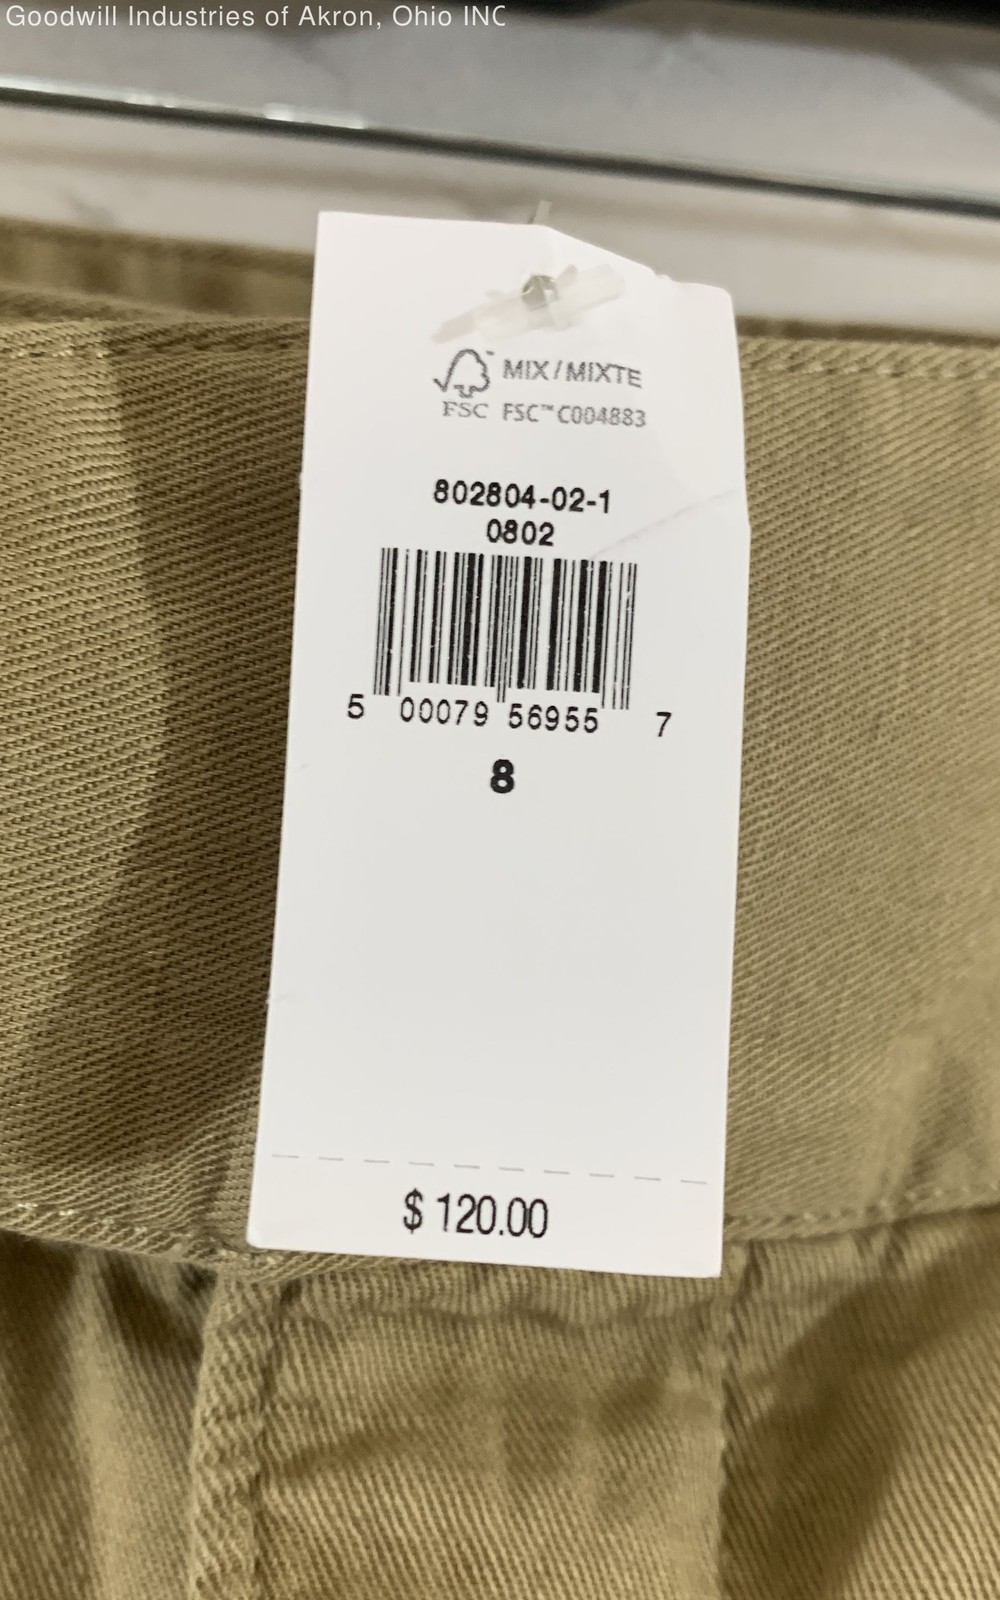 Goodwill Industries of Akron, Ohio INC
MIX / MIXTE
FSC FSC™ C004883
802804-02-1
0802
5 00079 56955 7
8
$ 120.00